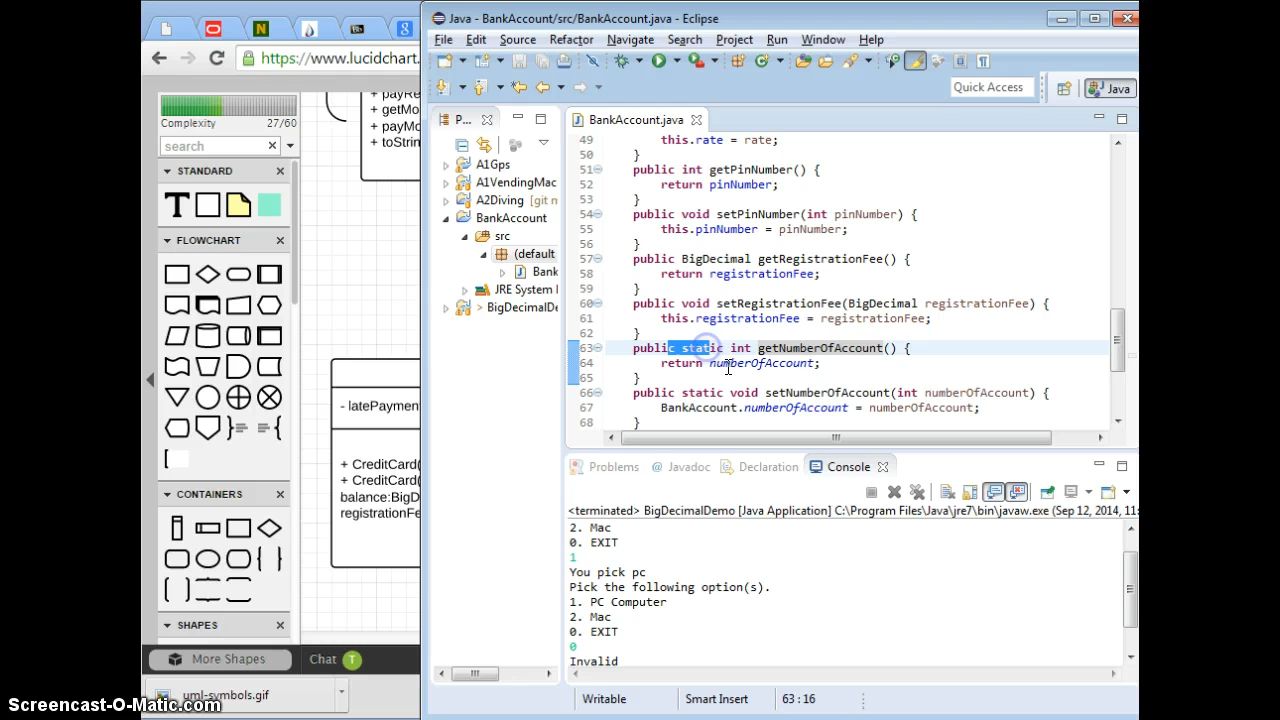 Java - BankAccount/src/BankAccount.java - Eclipse
https://www.lucidchart.
File Edit Source Refactor Navigate Search Project Run Window Help
Quick Access
Java
Complexity 27/60
search
STANDARD
T
FLOWCHART
CONTAINERS
SHAPES
More Shapes
Chat T
uml-symbols.gif
+ payRe
+ getMo
+ payMo
+ toStrin
- latePayment
+ CreditCard(
balance:BigD
registrationFe
P...
A1Gps
A1VendingMac
A2Diving [git m
BankAccount
src
(default
Bank
JRE System l
> BigDecimalDe
BankAccount.java
49 this.rate = rate;
50 }
51 public int getPinNumber() {
52 return pinNumber;
53 }
54 public void setPinNumber(int pinNumber) {
55 this.pinNumber = pinNumber;
56 }
57 public BigDecimal getRegistrationFee() {
58 return registrationFee;
59 }
60 public void setRegistrationFee(BigDecimal registrationFee) {
61 this.registrationFee = registrationFee;
62 }
63 public static int getNumberOfAccount() {
64 return numberOfAccount;
65 }
66 public static void setNumberOfAccount(int numberOfAccount) {
67 BankAccount.numberOfAccount = numberOfAccount;
68 }
Problems @ Javadoc Declaration Console
<terminated> BigDecimalDemo [Java Application] C:\Program Files\Java\jre7\bin\javaw.exe (Sep 12, 2014, 11:
2. Mac
0. EXIT
1
You pick pc
Pick the following option(s).
1. PC Computer
2. Mac
0. EXIT
0
Invalid
Writable Smart Insert 63 : 16
Screencast-O-Matic.com